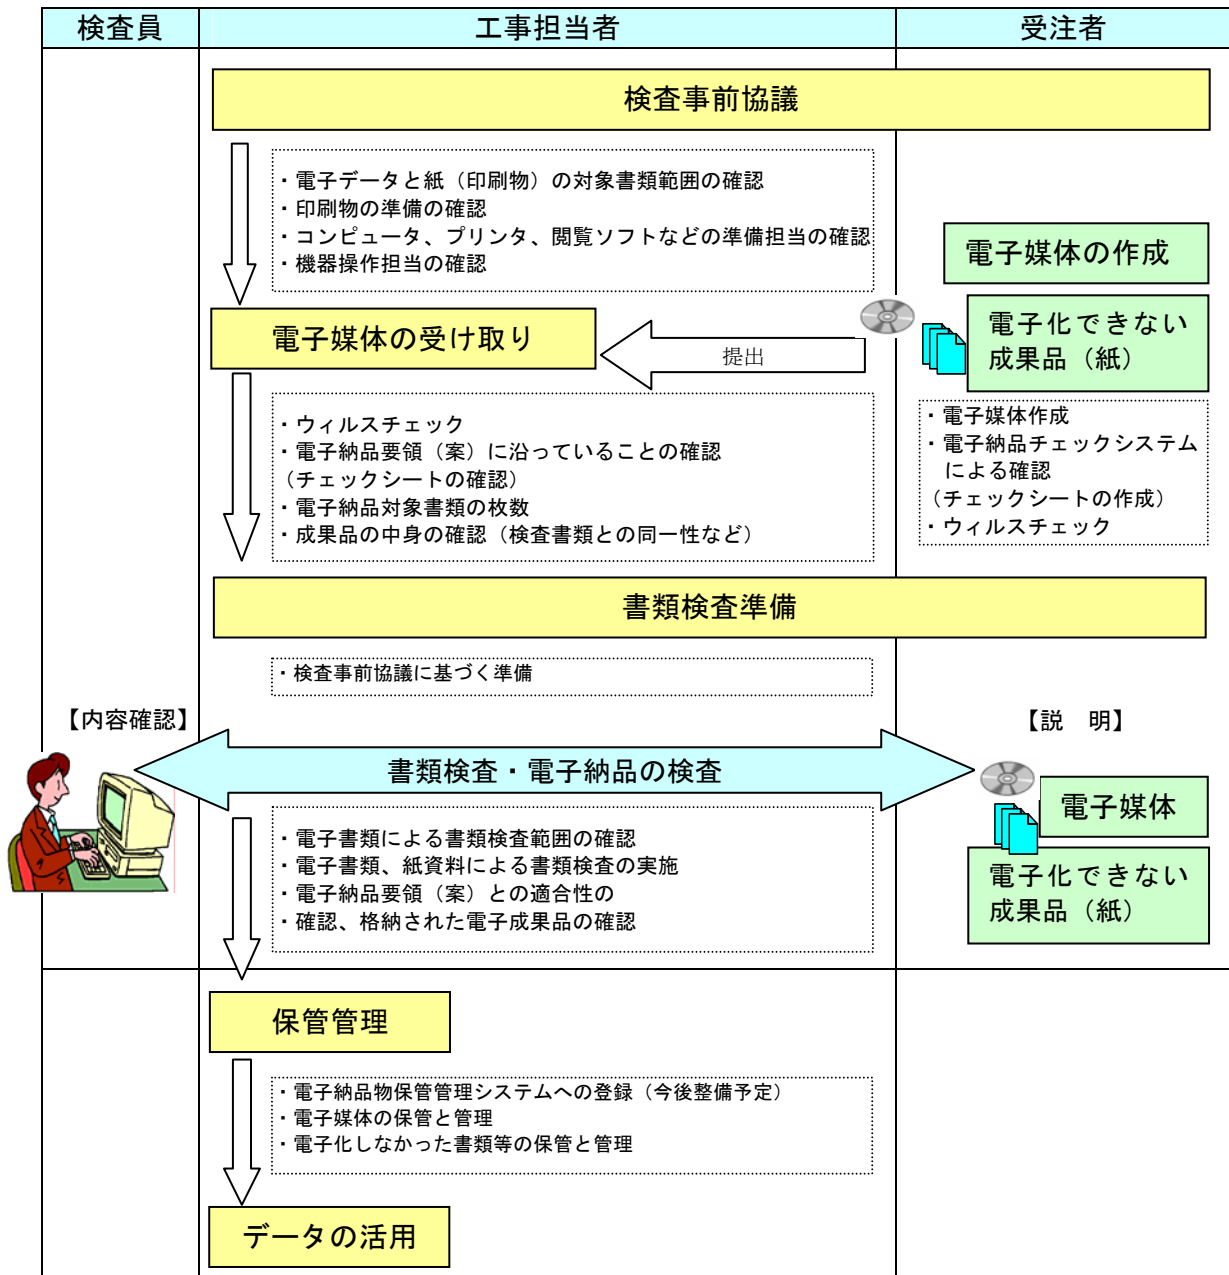 検査員
工事担当者
受注者
検査事前協議
・電子データと紙（印刷物）の対象書類範囲の確認
・印刷物の準備の確認
・コンピュータ、プリンタ、閲覧ソフトなどの準備担当の確認
・機器操作担当の確認
電子媒体の作成
電子化できない
成果品（紙）
電子媒体の受け取り
提出
・ウィルスチェック
・電子納品要領（案）に沿っていることの確認
（チェックシートの確認）
・電子納品対象書類の枚数
・成果品の中身の確認（検査書類との同一性など）
・電子媒体作成
・電子納品チェックシステム
による確認
（チェックシートの作成）
・ウィルスチェック
書類検査準備
・検査事前協議に基づく準備
【内容確認】
【説　明】
書類検査・電子納品の検査
電子媒体
電子化できない
成果品（紙）
・電子書類による書類検査範囲の確認
・電子書類、紙資料による書類検査の実施
・電子納品要領（案）との適合性の
・確認、格納された電子成果品の確認
保管管理
・電子納品物保管管理システムへの登録（今後整備予定）
・電子媒体の保管と管理
・電子化しなかった書類等の保管と管理
データの活用